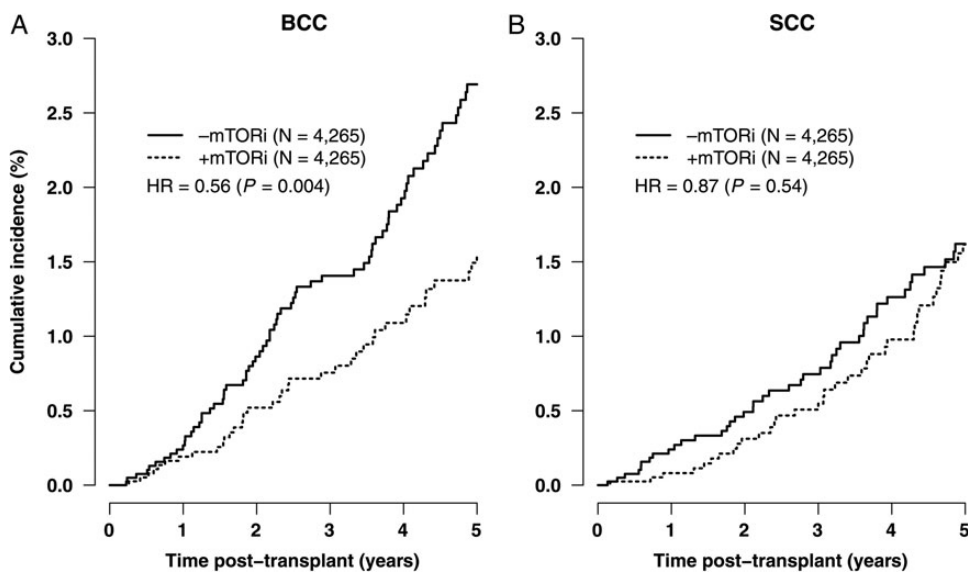 A
BCC
3.0
2.5
2.0
1.5
1.0
0.5
0.0
Cumulative incidence (%)
–mTORi (N = 4,265)
+mTORi (N = 4,265)
HR = 0.56 (P = 0.004)
0 1 2 3 4 5
Time post–transplant (years)
B
SCC
3.0
2.5
2.0
1.5
1.0
0.5
0.0
–mTORi (N = 4,265)
+mTORi (N = 4,265)
HR = 0.87 (P = 0.54)
0 1 2 3 4 5
Time post–transplant (years)